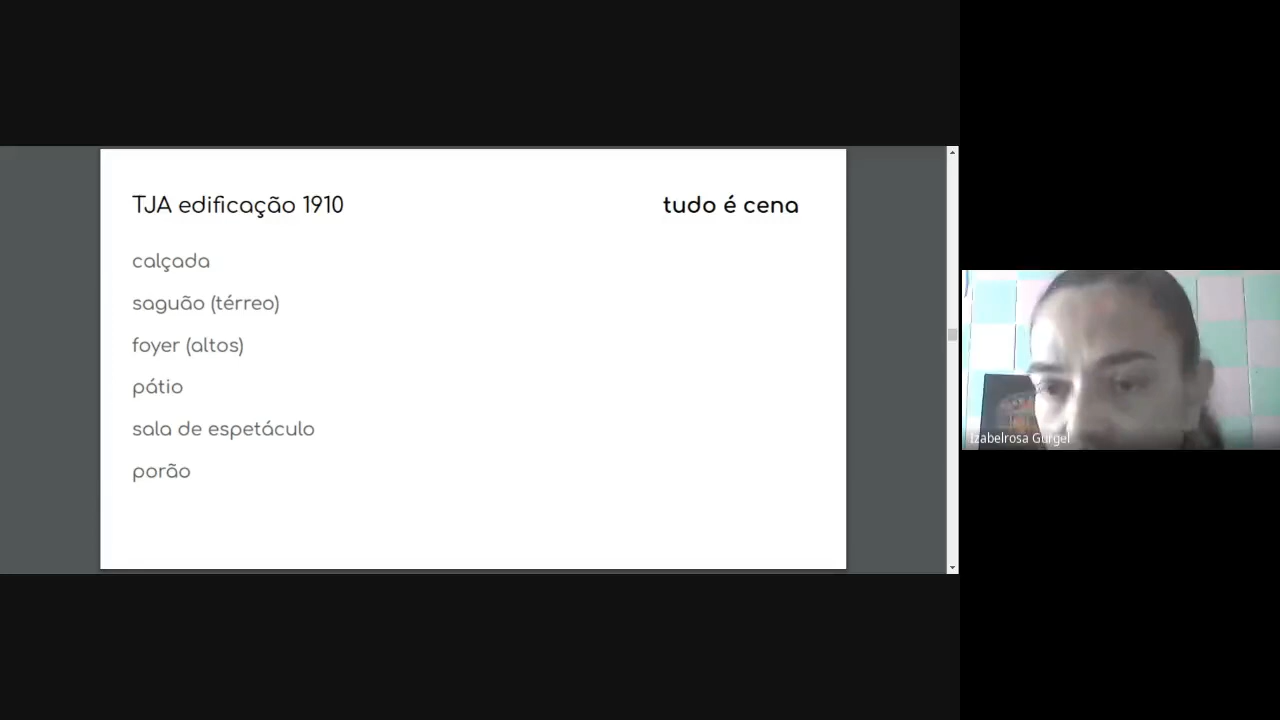 TJA edificação 1910
tudo é cena
calçada
saguão (térreo)
foyer (altos)
pátio
sala de espetáculo
porão
Izabelrosa Gurgel